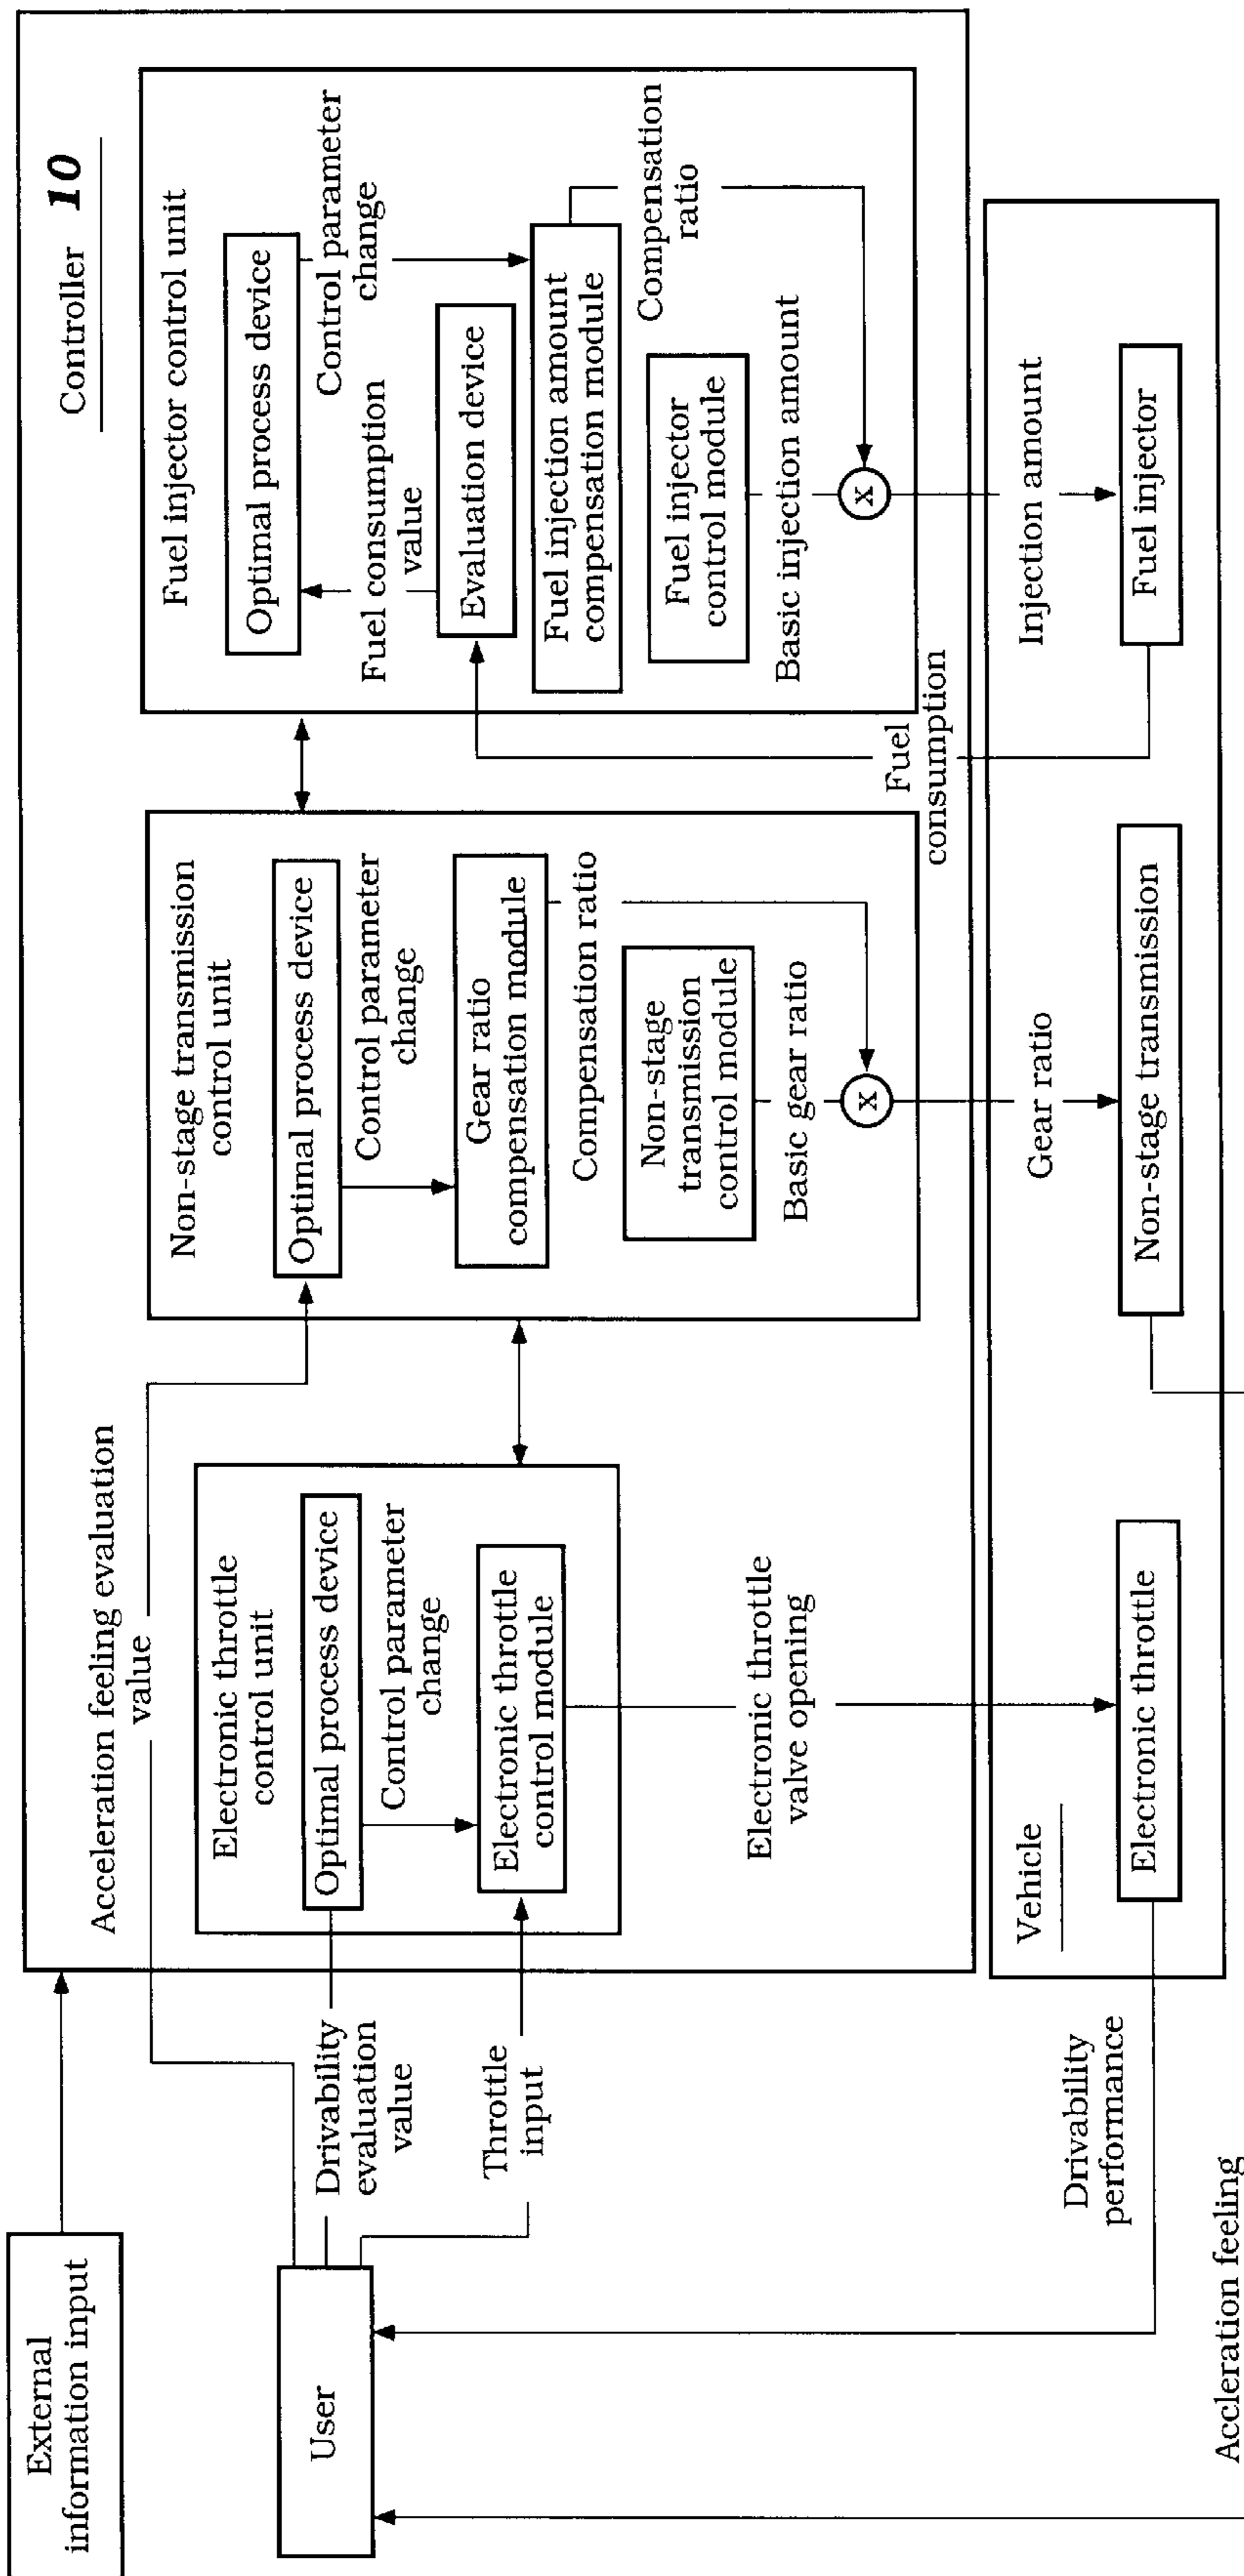 External
information input
User
Acceleration feeling evaluation
value
Drivability
evaluation
value
Throttle
input
Drivability
performance
Accleration feeling
Controller 10
Electronic throttle
control unit
Optimal process device
Control parameter
change
Electronic throttle
control module
Electronic throttle
valve opening
Non-stage transmission
control unit
Optimal process device
Control parameter
change
Gear ratio
compensation module
Compensation ratio
Non-stage
transmission
control module
Basic gear ratio
x
Gear ratio
Fuel injector control unit
Optimal process device
Control parameter
change
Fuel consumption
value
Evaluation device
Fuel injection amount
compensation module
Compensation
ratio
Fuel injector
control module
Basic injection amount
x
Fuel
consumption
Injection amount
Vehicle
Electronic throttle
Non-stage transmission
Fuel injector